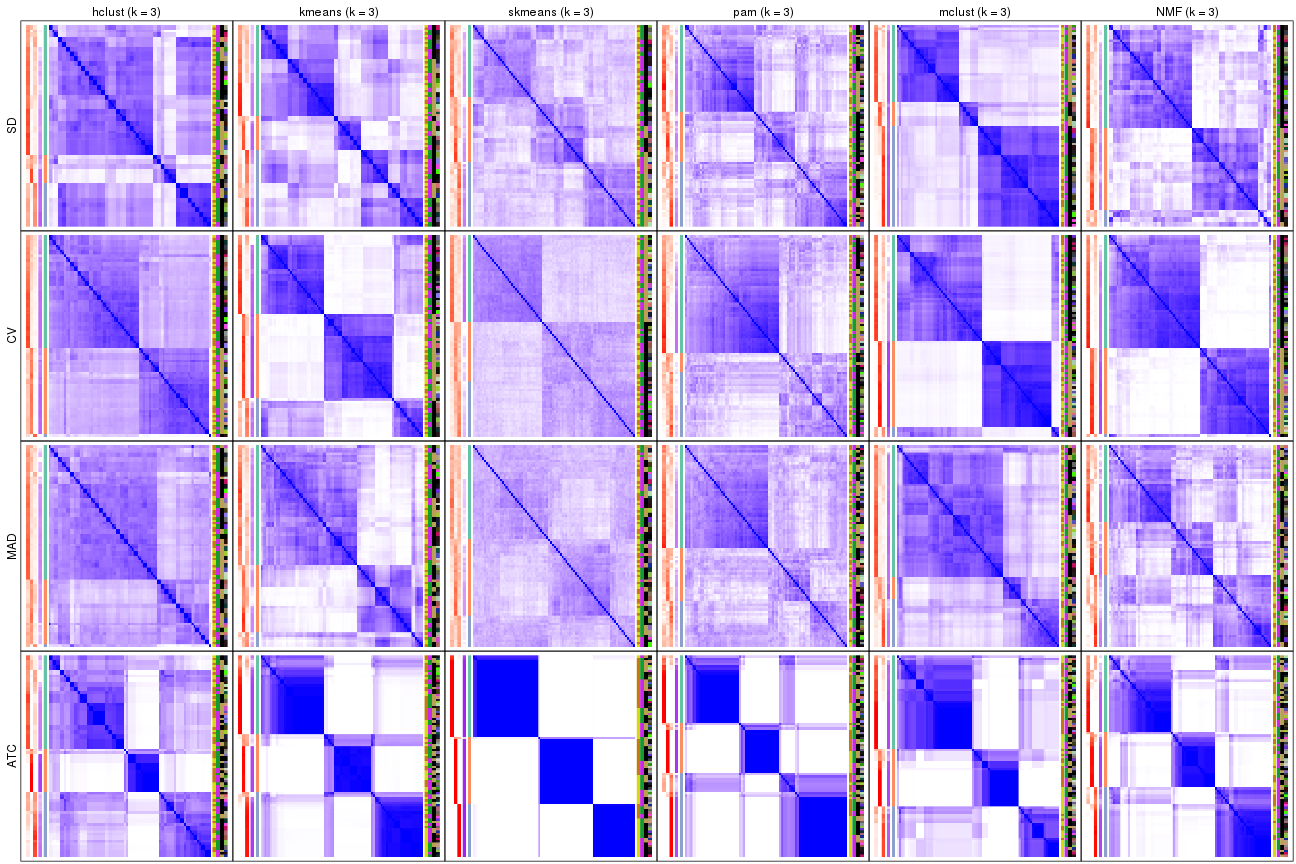 hclust (k = 3)
kmeans (k = 3)
skmeans (k = 3)
pam (k = 3)
mclust (k = 3)
NMF (k = 3)
SD
CV
MAD
ATC